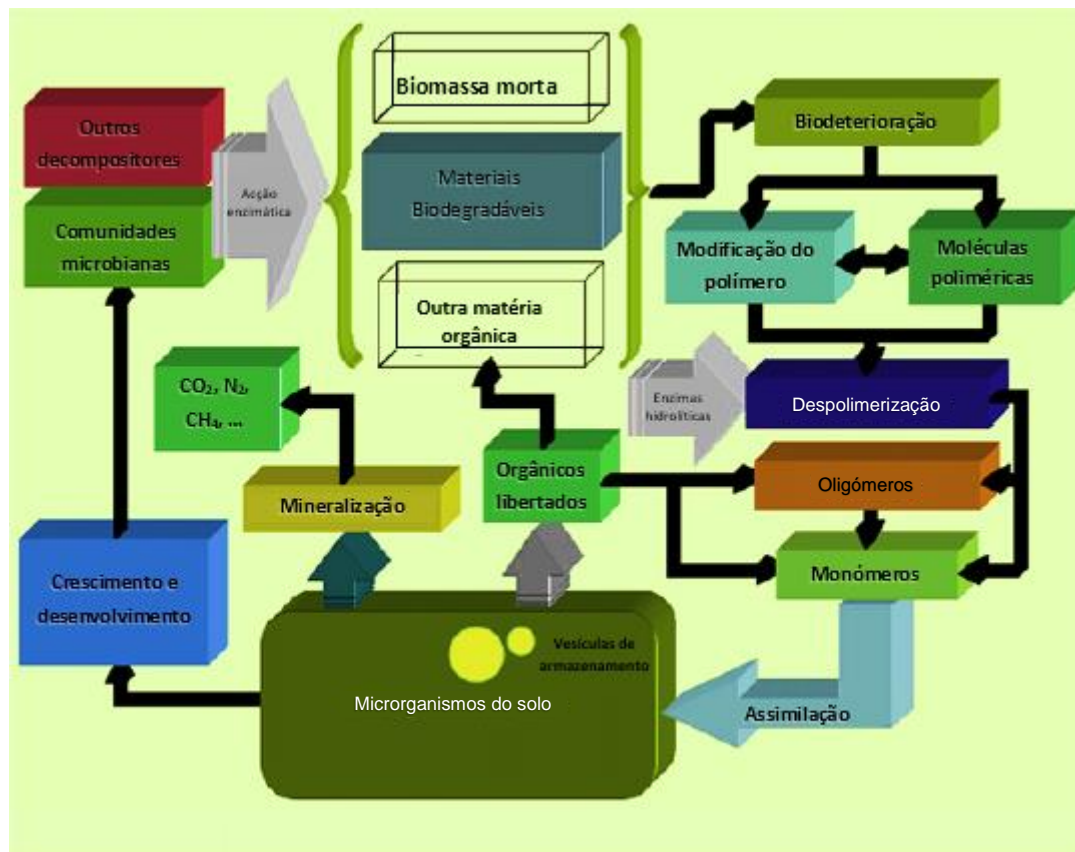 Biomassa morta
Outros
decompositores
Biodeterioração
Acção
enzimática
Materiais
Biodegradáveis
Comunidades
microbianas
Modificação do
polímero
Moléculas
poliméricas
Outra matéria
orgânica
CO₂, N₂,
CH₄, ...
Enzimas
hidrolíticas
Despolimerização
Orgânicos
libertados
Oligómeros
Mineralização
Monómeros
Crescimento e
desenvolvimento
Vesículas de
armazenamento
Microrganismos do solo
Assimilação